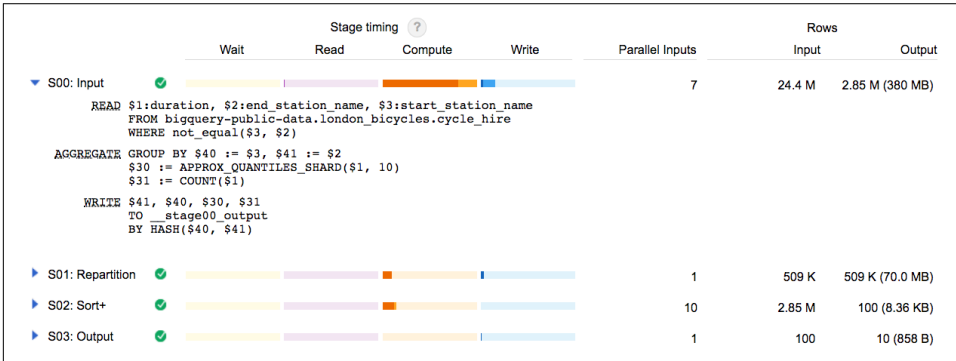 Stage timing ? Rows
Wait Read Compute Write Parallel Inputs Input Output
S00: Input 7 24.4 M 2.85 M (380 MB)
READ $1:duration, $2:end_station_name, $3:start_station_name
FROM bigquery-public-data.london_bicycles.cycle_hire
WHERE not_equal($3, $2)
AGGREGATE GROUP BY $40 := $3, $41 := $2
$30 := APPROX_QUANTILES_SHARD($1, 10)
$31 := COUNT($1)
WRITE $41, $40, $30, $31
TO __stage00_output
BY HASH($40, $41)
S01: Repartition 1 509 K 509 K (70.0 MB)
S02: Sort+ 10 2.85 M 100 (8.36 KB)
S03: Output 1 100 10 (858 B)